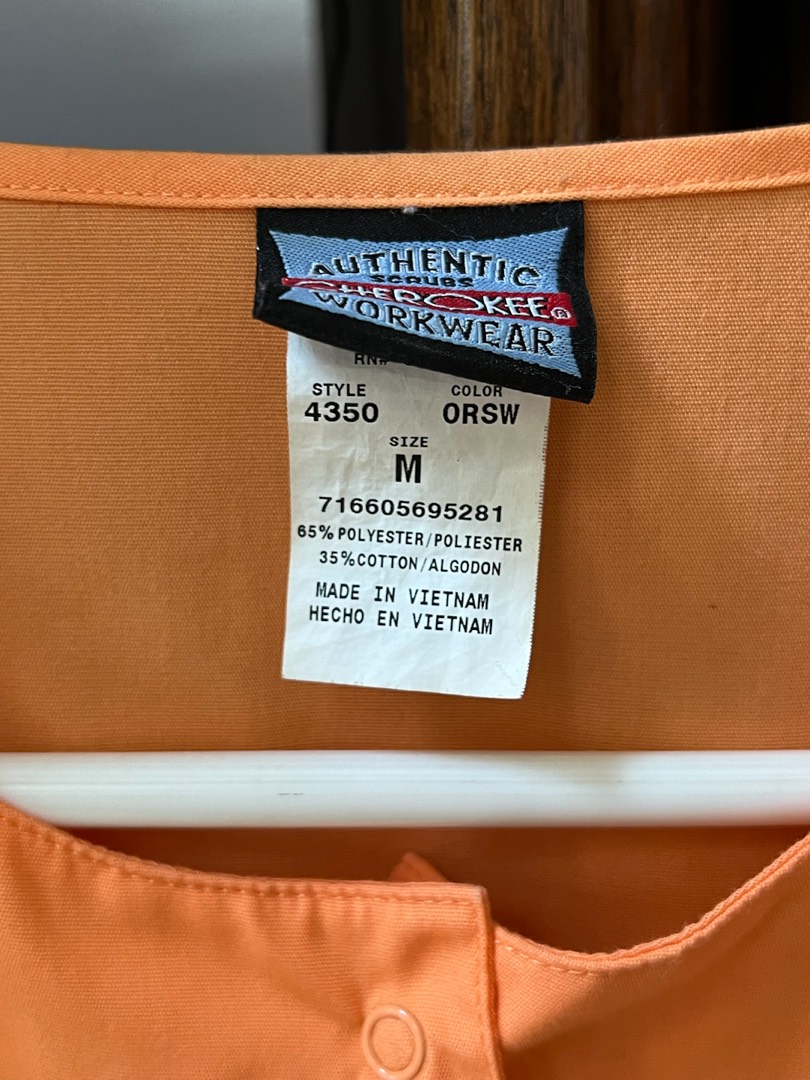 AUTHENTIC
SCRUBS
CHEROKEE®
WORKWEAR
RN#
STYLE COLOR
4350 ORSW
SIZE
M
716605695281
65% POLYESTER/POLIESTER
35%COTTON/ALGODON
MADE IN VIETNAM
HECHO EN VIETNAM